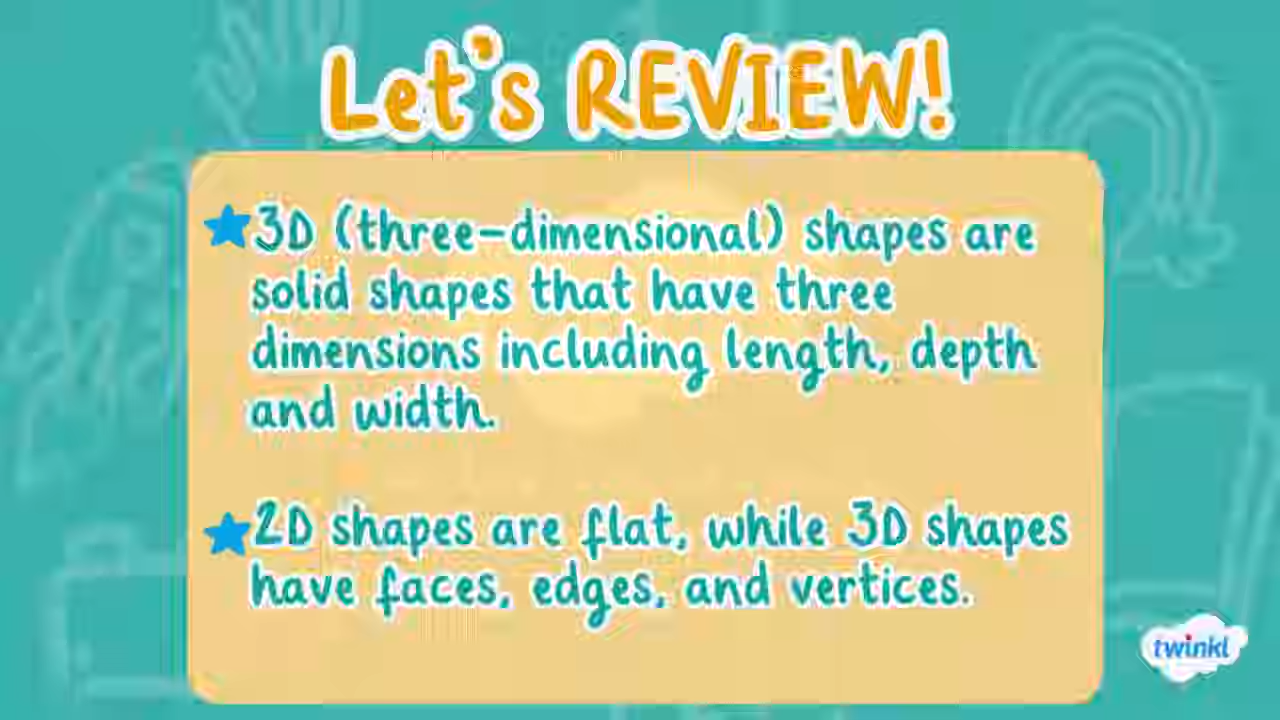 Let's REVIEW!
3D (three-dimensional) shapes are
solid shapes that have three
dimensions including length, depth
and width.
2D shapes are flat, while 3D shapes
have faces, edges, and vertices.
twinkl